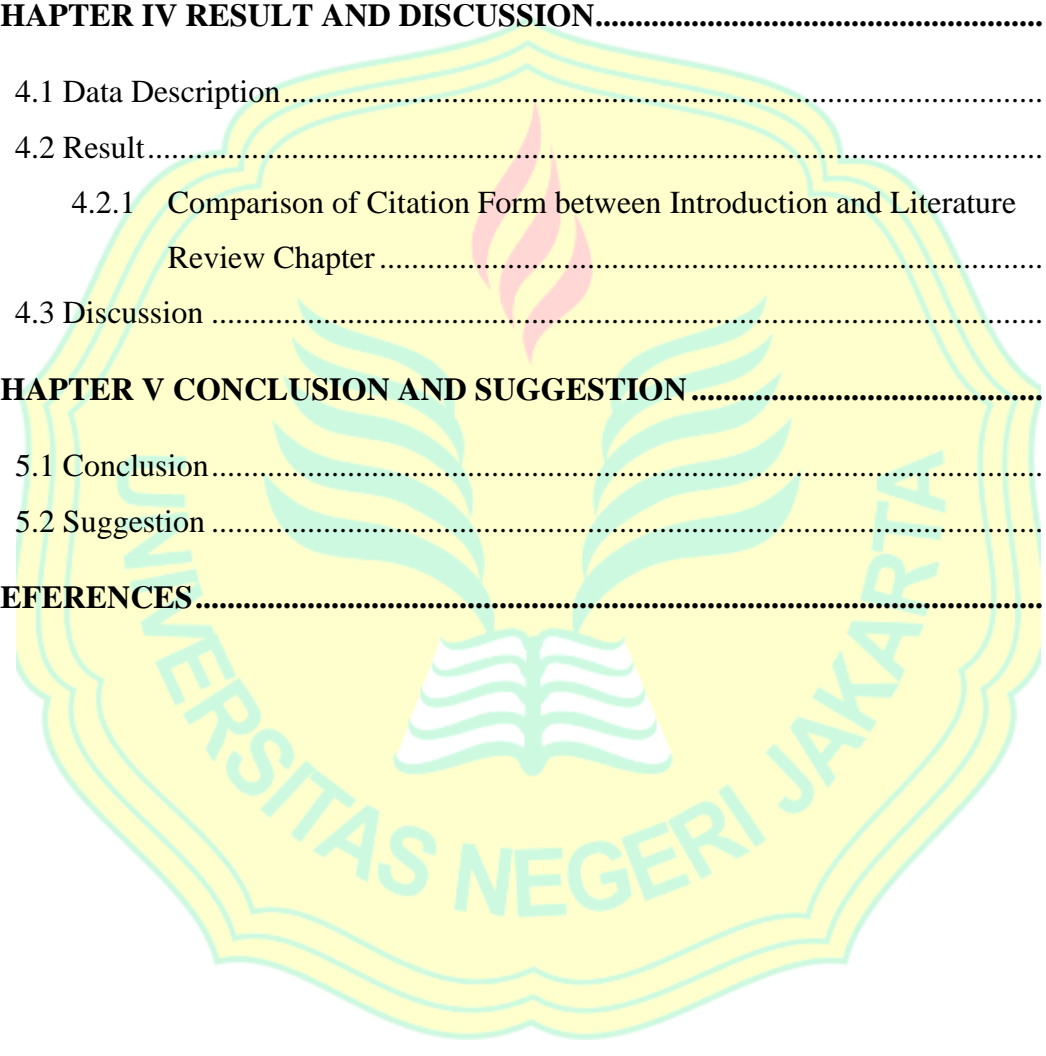 HAPTER IV RESULT AND DISCUSSION........................................................
4.1 Data Description...............................................................................................
4.2 Result................................................................................................................
4.2.1 Comparison of Citation Form between Introduction and Literature
Review Chapter...................................................................................
4.3 Discussion........................................................................................................
HAPTER V CONCLUSION AND SUGGESTION............................................
5.1 Conclusion........................................................................................................
5.2 Suggestion........................................................................................................
EFERENCES..........................................................................................................
UNIVERSITAS NEGERI JAKARTA